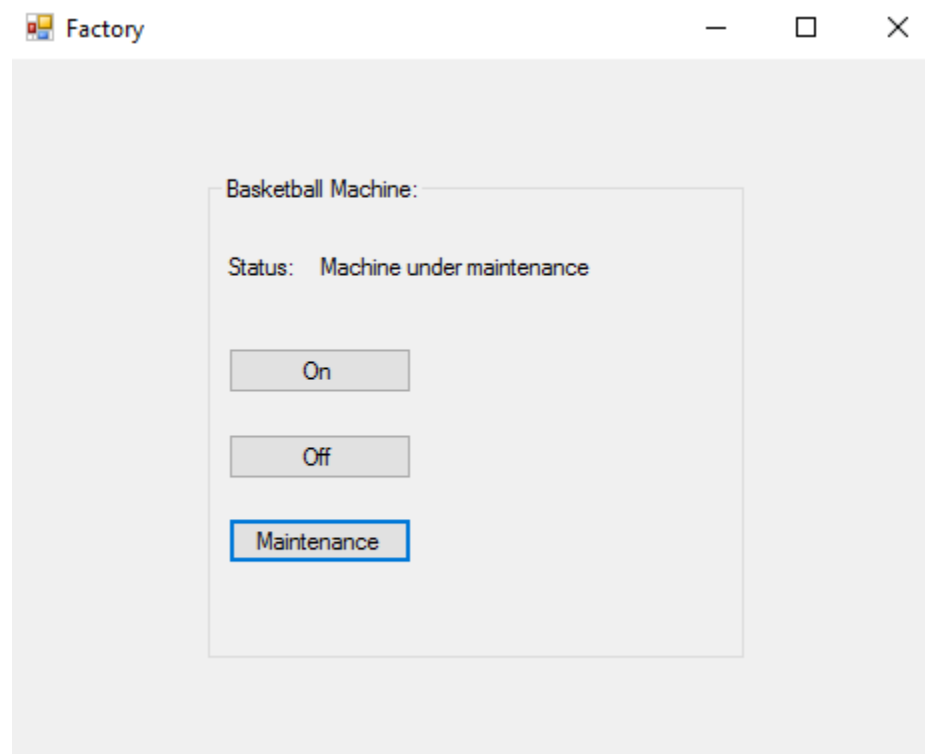 Factory
Basketball Machine:
Status: Machine under maintenance
On
Off
Maintenance